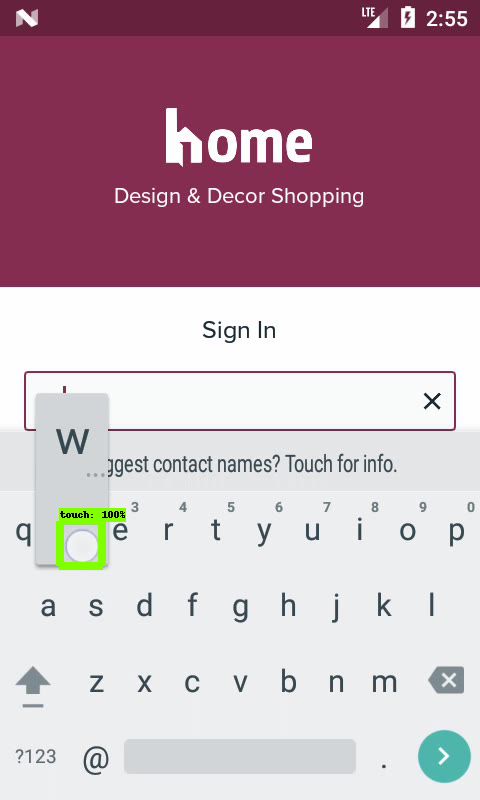 LTE 2:55
home
Design & Decor Shopping
Sign In
W
ggest contact names? Touch for info.
touch: 100%
3 4 5 6 7 8 9 0
q e r t y u i o p
a s d f g h j k l
z x c v b n m
?123 @ .